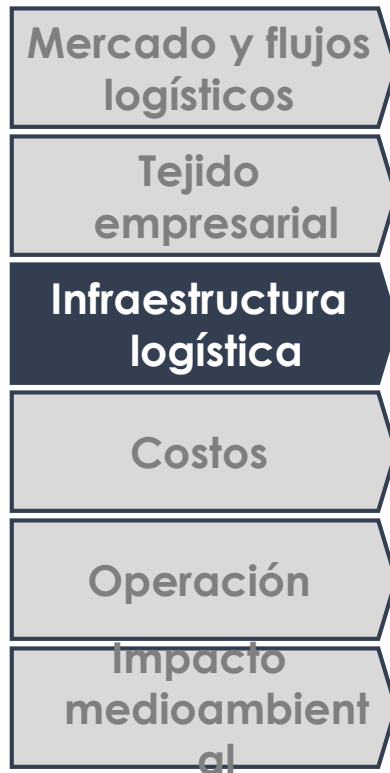 Mercado y flujos
logísticos
Tejido
empresarial
Infraestructura
logística
Costos
Operación
Impacto
medioambient
al